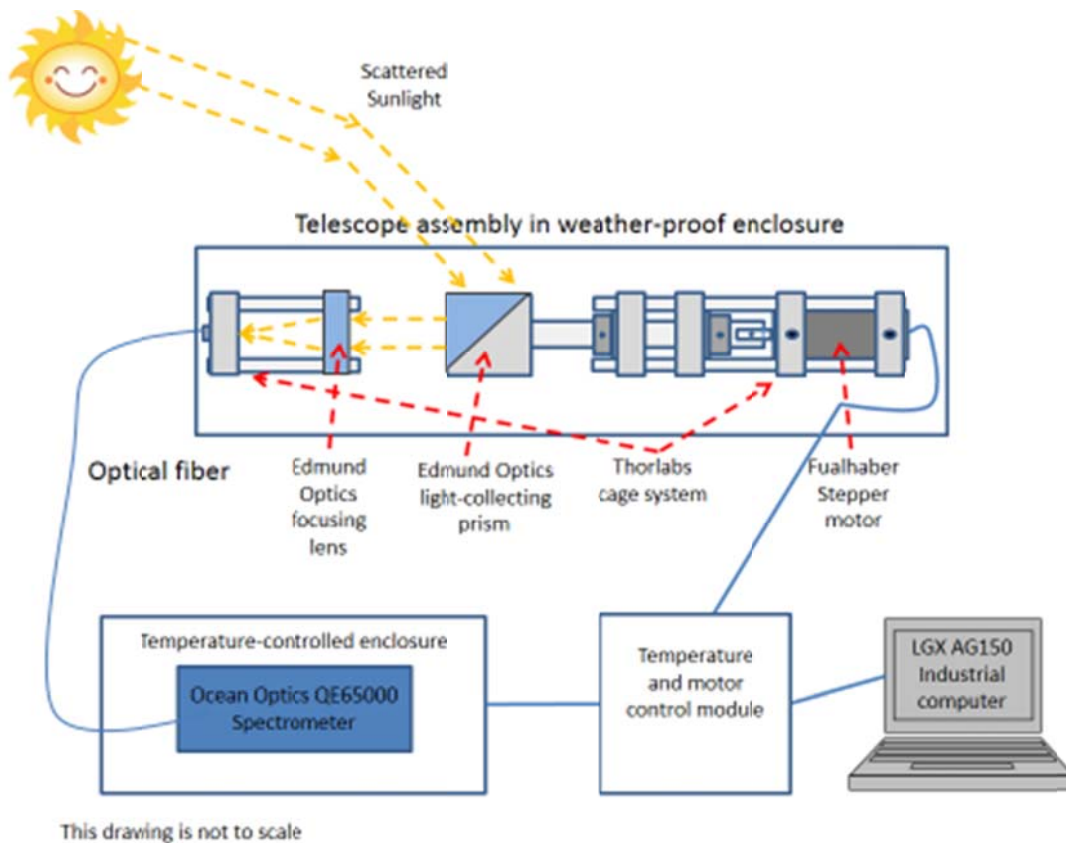 Scattered
Sunlight
Telescope assembly in weather-proof enclosure
Optical fiber
Edmund
Optics
focusing
lens
Edmund Optics
light-collecting
prism
Thorlabs
cage system
Fualhaber
Stepper
motor
Temperature-controlled enclosure
Ocean Optics QE65000
Spectrometer
Temperature
and motor
control module
LGX AG150
Industrial
computer
This drawing is not to scale